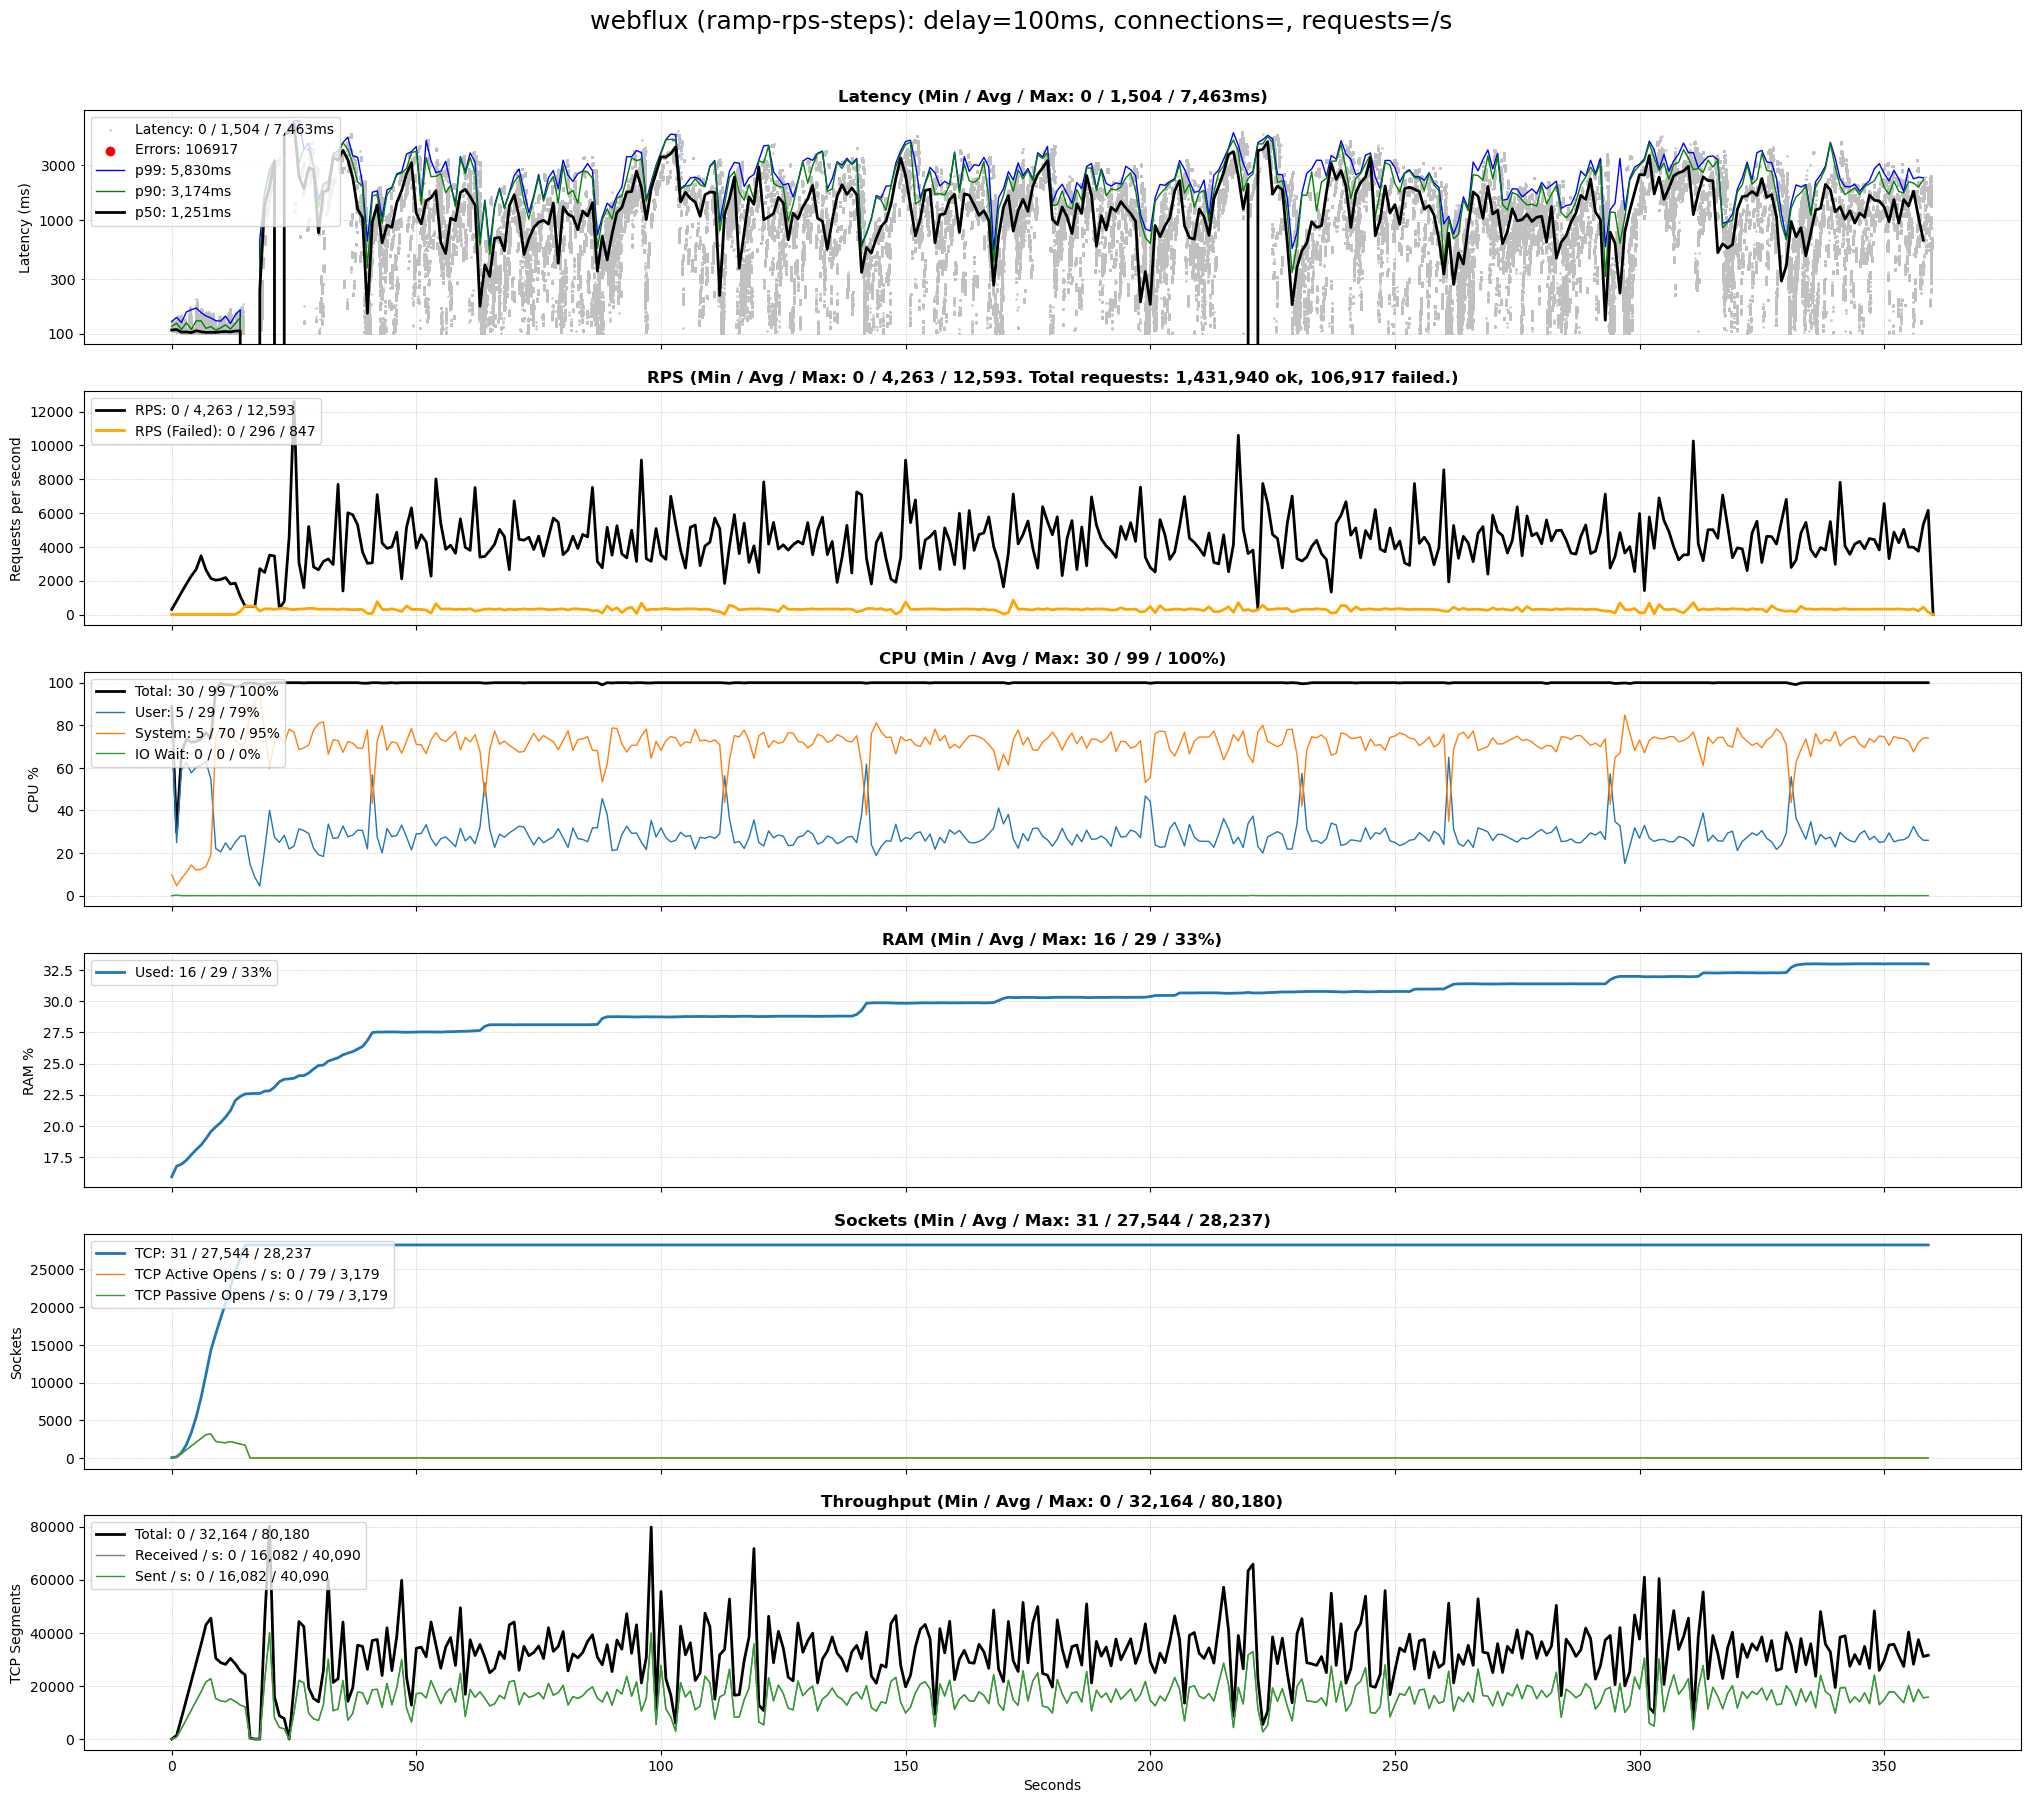 webflux (ramp-rps-steps): delay=100ms, connections=, requests=/s
Latency (Min / Avg / Max: 0 / 1,504 / 7,463ms)
Latency: 0 / 1,504 / 7,463ms
Errors: 106917
p99: 5,830ms
p90: 3,174ms
p50: 1,251ms
Latency (ms)
3000
1000
300
100
RPS (Min / Avg / Max: 0 / 4,263 / 12,593. Total requests: 1,431,940 ok, 106,917 failed.)
RPS: 0 / 4,263 / 12,593
RPS (Failed): 0 / 296 / 847
Requests per second
12000
10000
8000
6000
4000
2000
0
CPU (Min / Avg / Max: 30 / 99 / 100%)
Total: 30 / 99 / 100%
User: 5 / 29 / 79%
System: 5 / 70 / 95%
IO Wait: 0 / 0 / 0%
CPU %
100
80
60
40
20
0
RAM (Min / Avg / Max: 16 / 29 / 33%)
Used: 16 / 29 / 33%
RAM %
32.5
30.0
27.5
25.0
22.5
20.0
17.5
Sockets (Min / Avg / Max: 31 / 27,544 / 28,237)
TCP: 31 / 27,544 / 28,237
TCP Active Opens / s: 0 / 79 / 3,179
TCP Passive Opens / s: 0 / 79 / 3,179
Sockets
25000
20000
15000
10000
5000
0
Throughput (Min / Avg / Max: 0 / 32,164 / 80,180)
Total: 0 / 32,164 / 80,180
Received / s: 0 / 16,082 / 40,090
Sent / s: 0 / 16,082 / 40,090
TCP Segments
80000
60000
40000
20000
0
0 50 100 150 200 250 300 350
Seconds